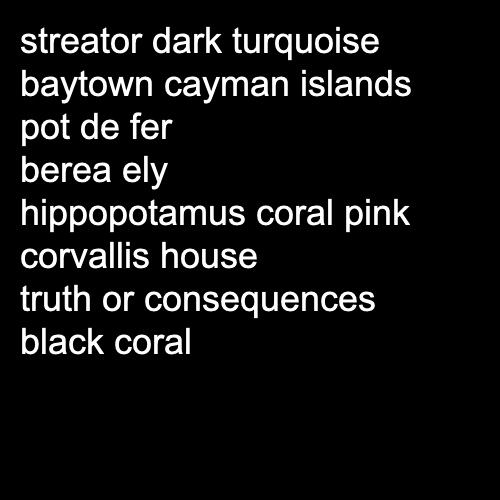 streator dark turquoise
baytown cayman islands
pot de fer
berea ely
hippopotamus coral pink
corvallis house
truth or consequences
black coral